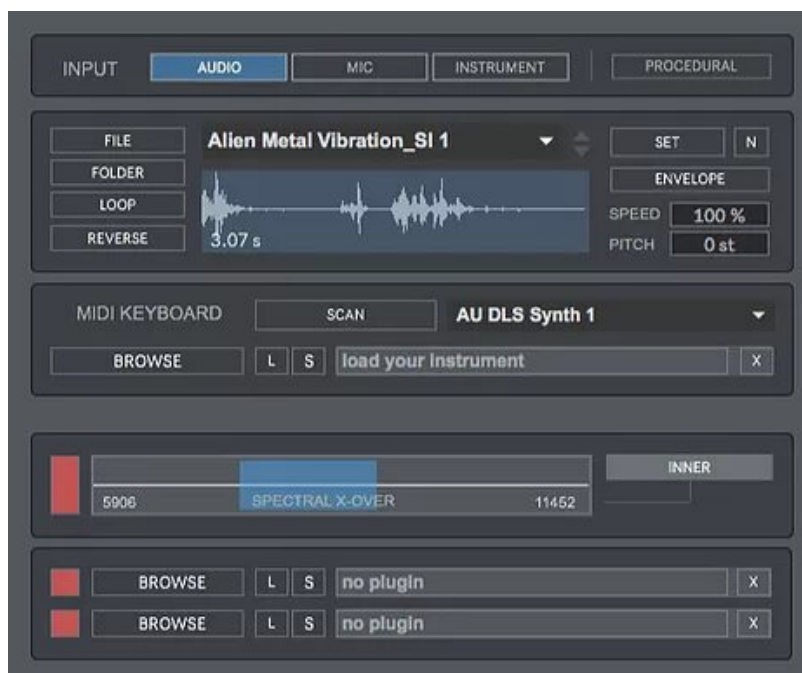 INPUT AUDIO MIC INSTRUMENT PROCEDURAL
FILE Alien Metal Vibration_SI 1 SET N
FOLDER ENVELOPE
LOOP SPEED 100 %
REVERSE 3.07 s PITCH 0 st
MIDI KEYBOARD SCAN AU DLS Synth 1
BROWSE L S load your Instrument X
INNER
5906 SPECTRAL X-OVER 11452
BROWSE L S no plugin X
BROWSE L S no plugin X